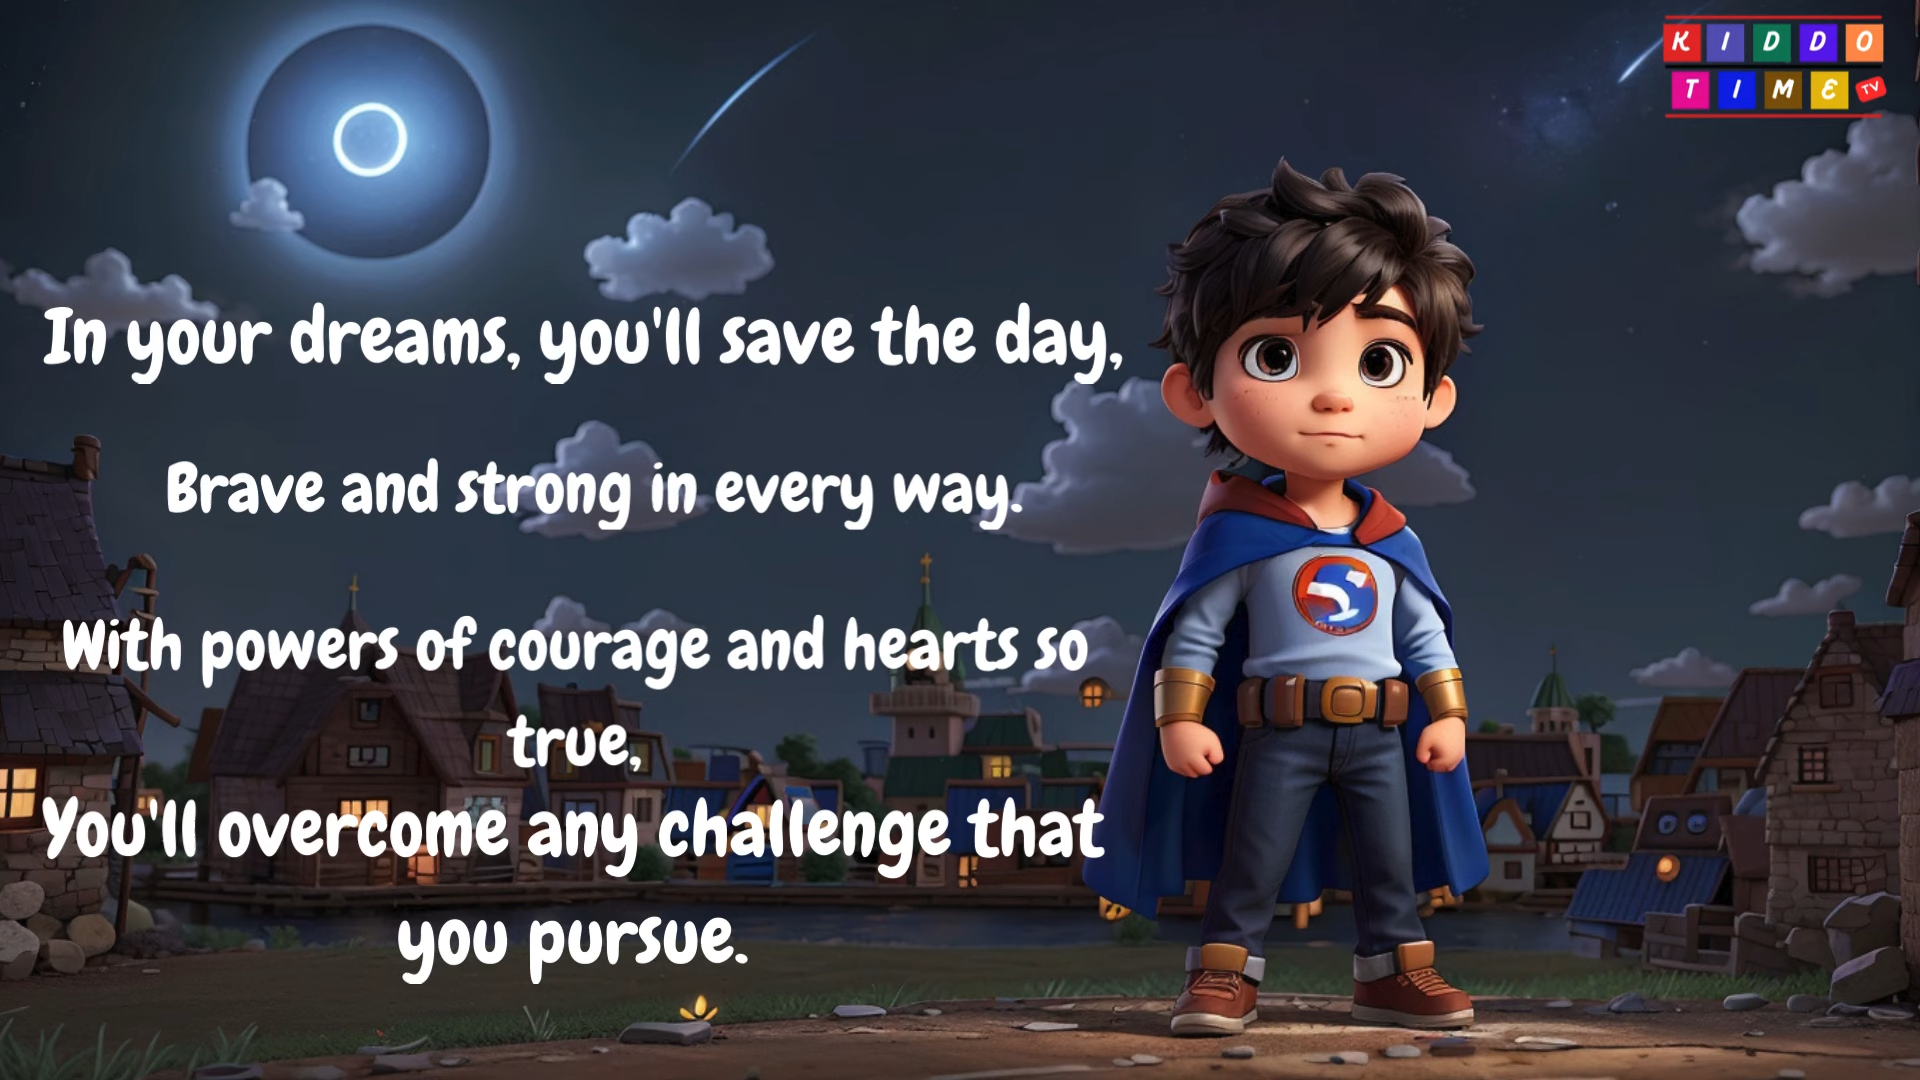 KIDDO
TIME TV
In your dreams, you'll save the day,
Brave and strong in every way.
With powers of courage and hearts so
true,
You'll overcome any challenge that
you pursue.